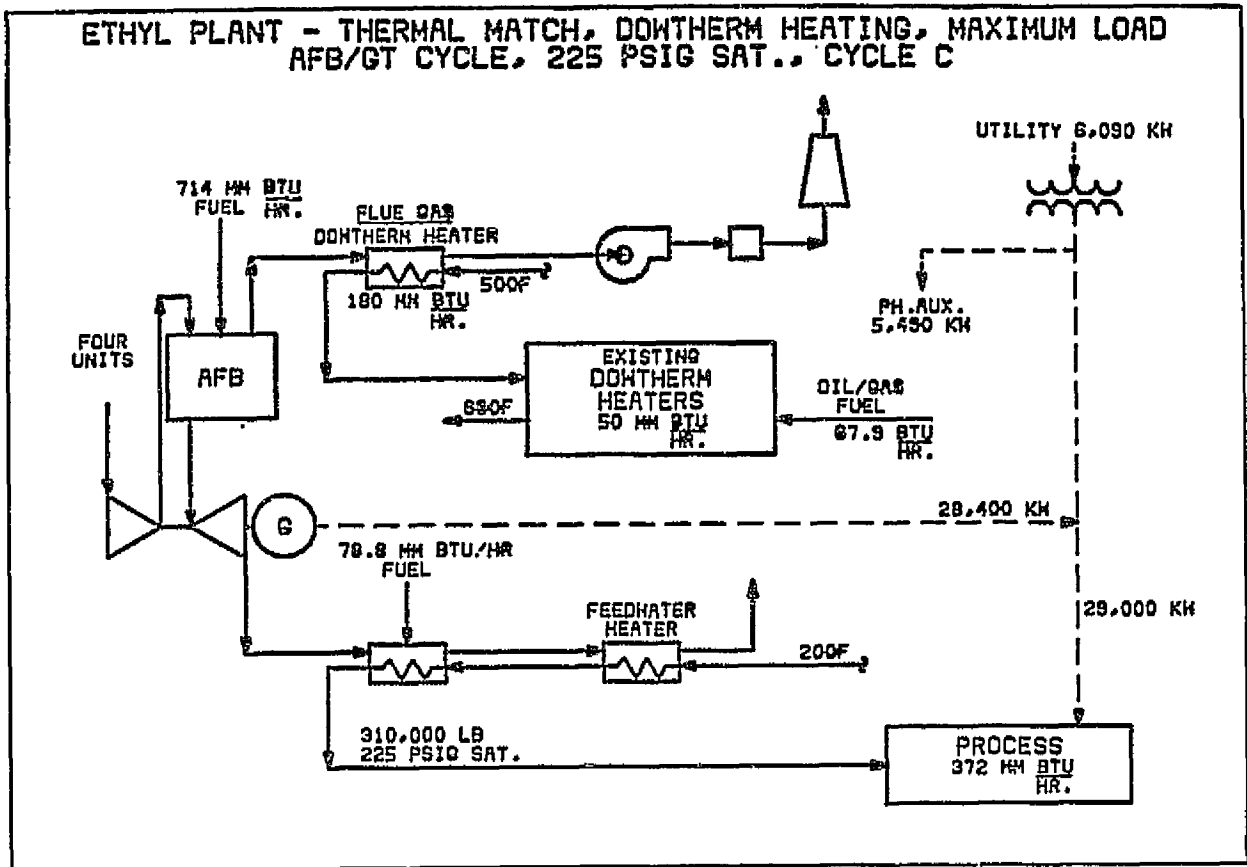 ETHYL PLANT - THERMAL MATCH, DOWTHERM HEATING, MAXIMUM LOAD
AFB/GT CYCLE, 225 PSIG SAT., CYCLE C
UTILITY 6,090 KW
714 MM BTU
FUEL HR.
FLUE GAS
DOWTHERM HEATER
500F
180 MM BTU
HR.
PH.AUX.
5,490 KW
FOUR
UNITS
AFB
EXISTING
DOWTHERM
HEATERS
50 MM BTU
HR.
OIL/GAS
FUEL
67.9 BTU
HR.
G
28,400 KW
78.8 MM BTU/HR
FUEL
FEEDWATER
HEATER
200F
29,000 KW
310,000 LB
225 PSIG SAT.
PROCESS
372 MM BTU
HR.